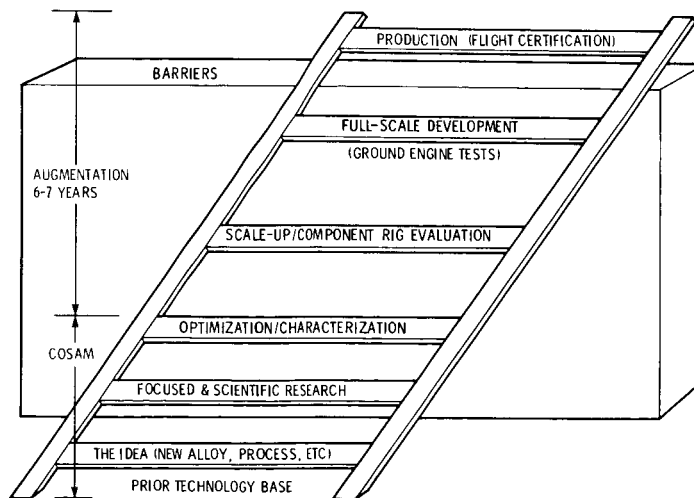 PRODUCTION (FLIGHT CERTIFICATION)
BARRIERS
FULL-SCALE DEVELOPMENT
(GROUND ENGINE TESTS)
AUGMENTATION
6-7 YEARS
SCALE-UP/COMPONENT RIG EVALUATION
OPTIMIZATION/CHARACTERIZATION
COSAM
FOCUSED & SCIENTIFIC RESEARCH
THE IDEA (NEW ALLOY, PROCESS, ETC)
PRIOR TECHNOLOGY BASE